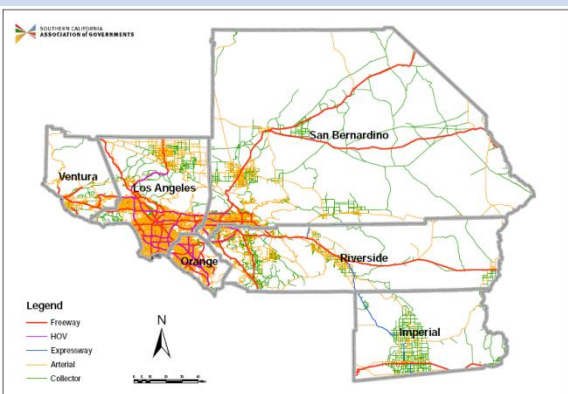 SOUTHERN CALIFORNIA
ASSOCIATION of GOVERNMENTS
San Bernardino
Ventura
Los Angeles
Orange
Riverside
Imperial
Legend
Freeway
HOV
Expressway
Arterial
Collector
N